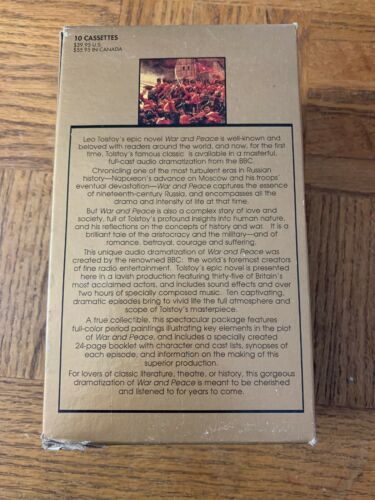 10 CASSETTES
$39.95 U.S.
$55.95 IN CANADA
Leo Tolstoy's epic novel War and Peace is well-known and
beloved with readers around the world, and now, for the first
time, Tolstoy's famous classic is available in a masterful,
full-cast audio dramatization from the BBC.
Chronicling one of the most turbulent eras in Russian
history—Napoleon's advance on Moscow and his troops'
eventual devastation—War and Peace captures the essence
of nineteenth-century Russia, and encompasses all the
drama and intensity of life at that time.
But War and Peace is also a complex story of love and
society, full of Tolstoy's profound insights into human nature,
and his reflections on the concepts of history and war. It is a
brilliant tale of the aristocracy and the military—and of
romance, betrayal, courage and suffering.
This unique audio dramatization of War and Peace was
created by the renowned BBC: the world's foremost creators
of fine radio entertainment. Tolstoy's epic novel is presented
here in a lavish production featuring thirty-five of Britain's
most acclaimed actors, and includes sound effects and over
two hours of specially composed music. Ten captivating,
dramatic episodes bring to vivid life the full atmosphere and
scope of Tolstoy's masterpiece.
A true collectible, this spectacular package features
full-color period paintings illustrating key elements in the plot
of War and Peace, and includes a specially created
24-page booklet with character and cast lists, synopses of
each episode, and information on the making of this
superior production.
For lovers of classic literature, theatre, or history, this gorgeous
dramatization of War and Peace is meant to be cherished
and listened to for years to come.